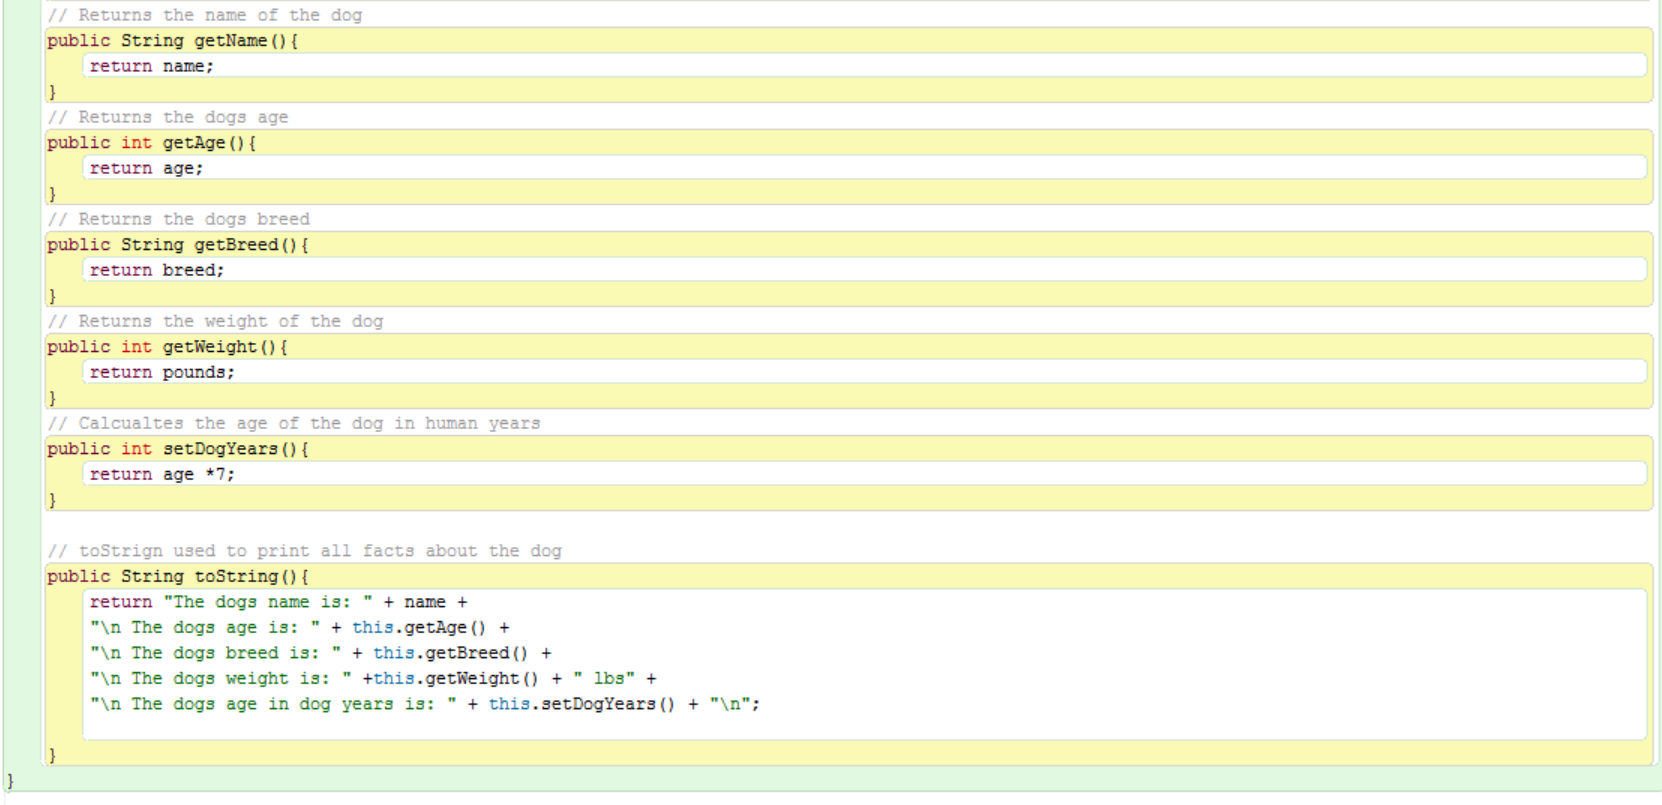 // Returns the name of the dog
public String getName(){
return name;
}
// Returns the dogs age
public int getAge(){
return age;
}
// Returns the dogs breed
public String getBreed(){
return breed;
}
// Returns the weight of the dog
public int getWeight(){
return pounds;
}
// Calcualtes the age of the dog in human years
public int setDogYears(){
return age *7;
}
// toStrign used to print all facts about the dog
public String toString(){
return "The dogs name is: " + name +
"\n The dogs age is: " + this.getAge() +
"\n The dogs breed is: " + this.getBreed() +
"\n The dogs weight is: " +this.getWeight() + " lbs" +
"\n The dogs age in dog years is: " + this.setDogYears() + "\n";
}
}